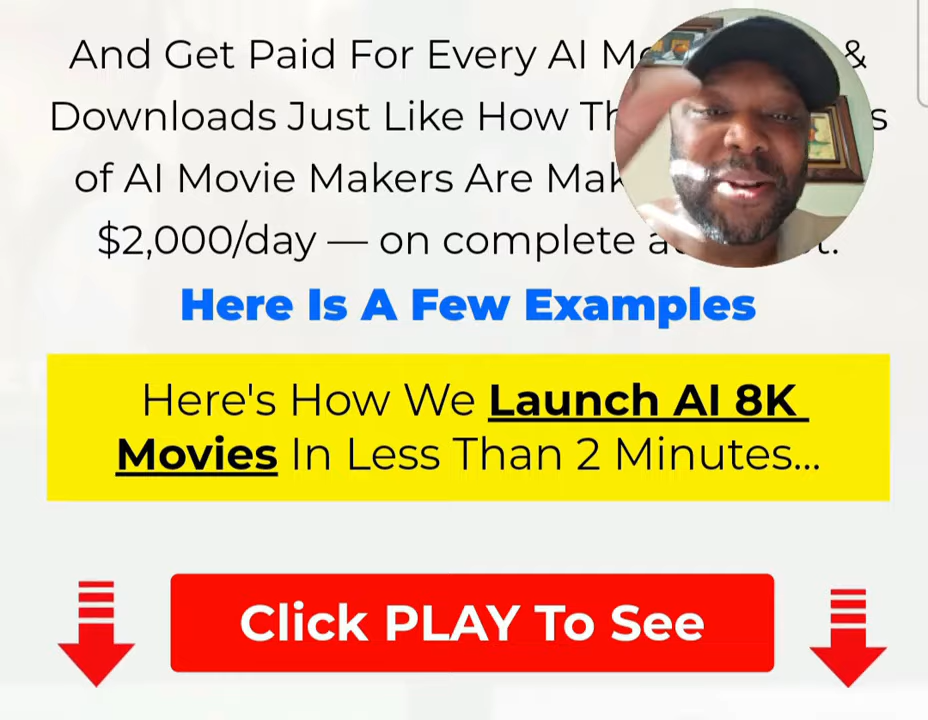 And Get Paid For Every AI &
Downloads Just Like How
of AI Movie Makers Are
$2,000/day — on complete
Here Is A Few Examples
Here's How We Launch AI 8K
Movies In Less Than 2 Minutes...
Click PLAY To See